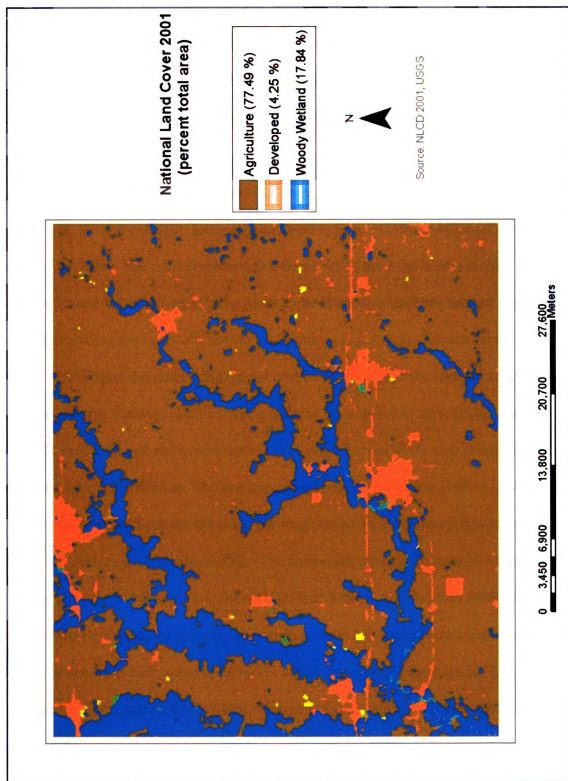 National Land Cover 2001
(percent total area)
Agriculture (77.49 %)
Developed (4.25 %)
Woody Wetland (17.84 %)
N
Source: NLCD 2001, USGS
0 3,450 6,900 13,800 20,700 27,600
Meters